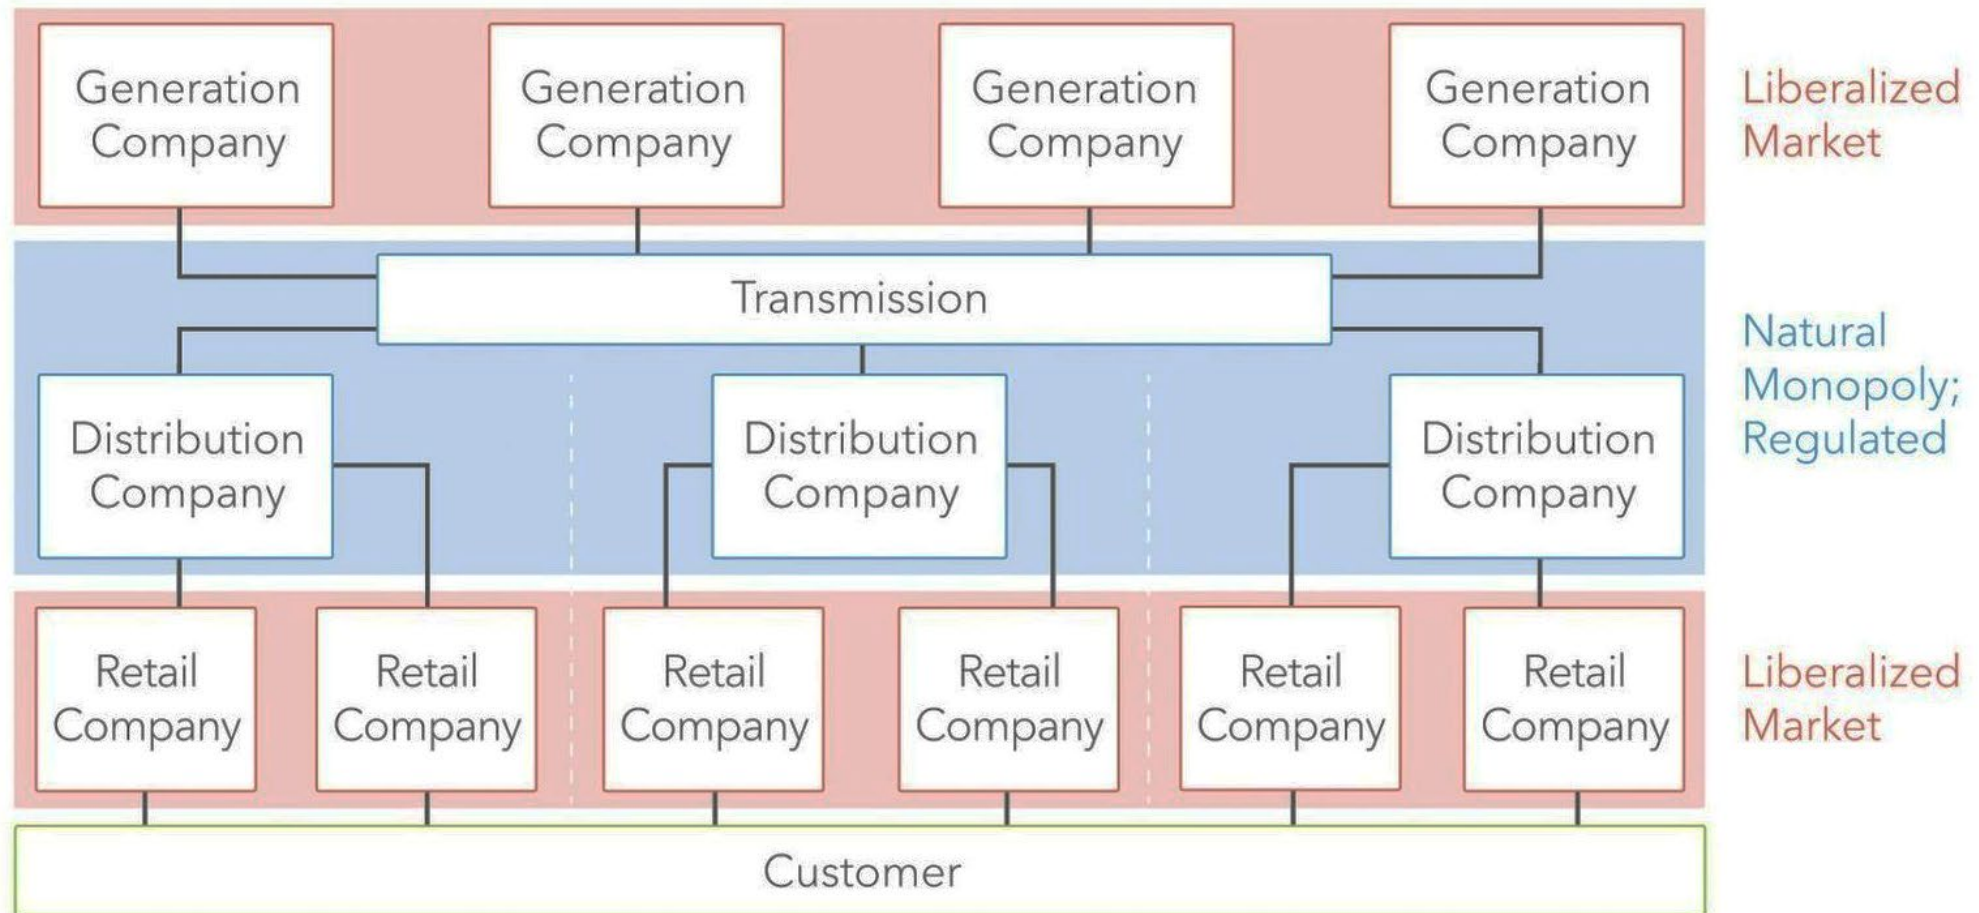 Generation
Company
Generation
Company
Generation
Company
Generation
Company
Liberalized
Market
Transmission
Natural
Monopoly;
Regulated
Distribution
Company
Distribution
Company
Distribution
Company
Retail
Company
Retail
Company
Retail
Company
Retail
Company
Retail
Company
Retail
Company
Liberalized
Market
Customer